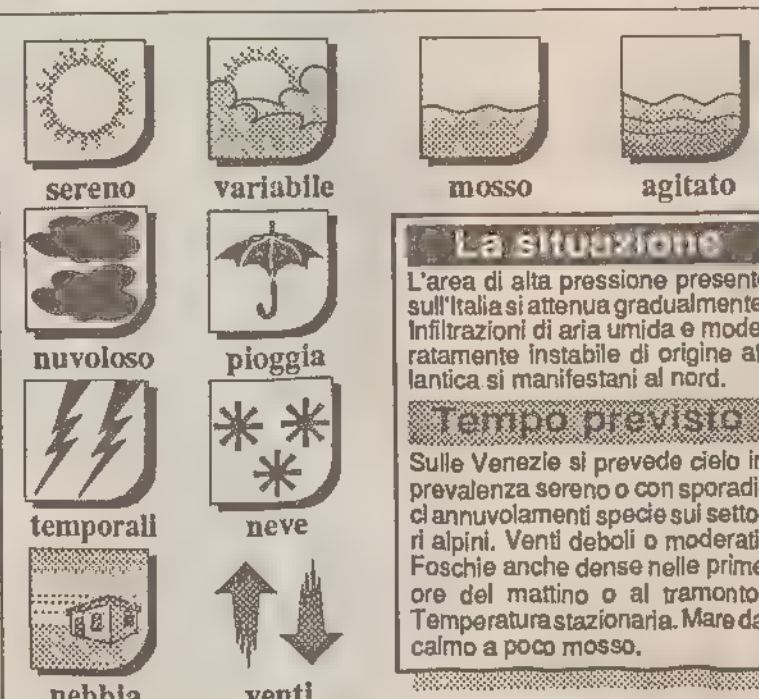 sereno
variabile
mosso
agitato
nuvoloso
pioggia
temporali
neve
nebbia
venti
La situazione
L'area di alta pressione present
sull'Italia si attenua gradualmente
Infiltrazioni di aria umida e mode
ratamente instabile di origine at
lantica si manifestani al nord.
Tempo previsto
Sulle Venezie si prevede cielo in
prevalenza sereno o con sporadi-
ci annuvolamenti specie sui setto-
ri alpini. Venti deboli o moderati
Foschie anche dense nelle prime
ore del mattino o al tramonto
Temperatura stazionaria. Mare da
calmo a poco mosso.